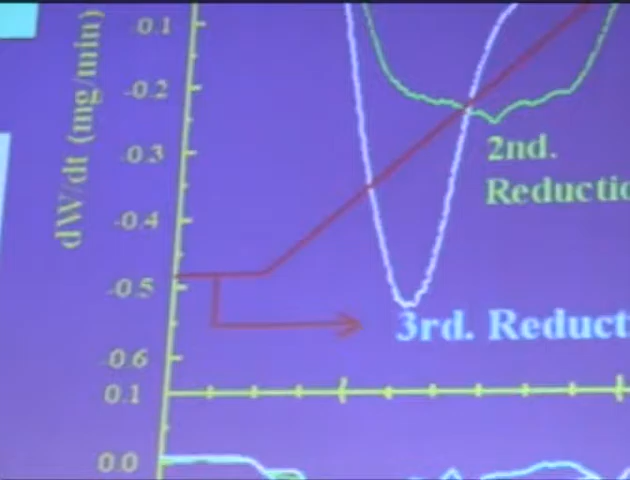 0.1
-0.2
-0.3
-0.4
-0.5
0.6
0.1
0.0
dW/dt (mg/min)
2nd.
Reductio
3rd. Reduct